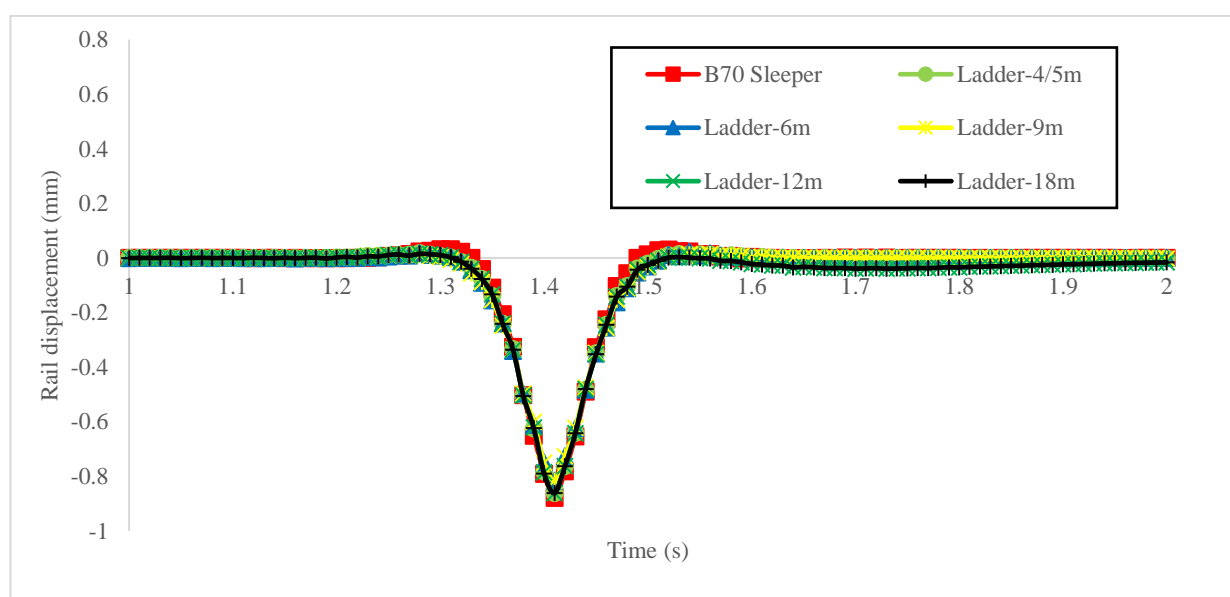 0.8
B70 Sleeper
Ladder-4/5m
0.6
Ladder-6m
Ladder-9m
0.4
Ladder-12m
Ladder-18m
0.2
0
1
1.1
1.2
1.3
1.4
1.5
1.6
1.7
1.8
1.9
2
-0.2
-0.4
-0.6
-0.8
-1
Rail displacement (mm)
Time (s)